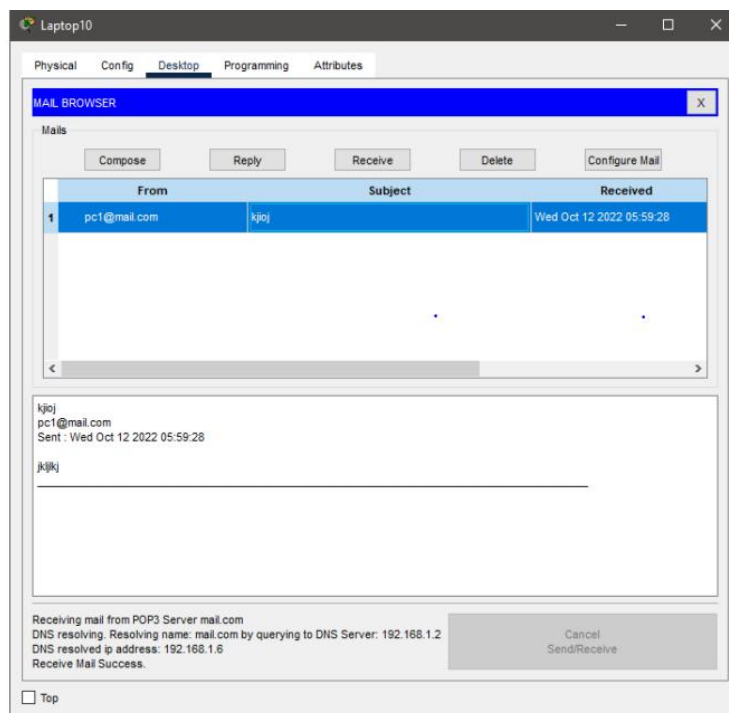 Laptop10
Physical Config Desktop Programming Attributes
MAIL BROWSER X
Mails
Compose Reply Receive Delete Configure Mail
From Subject Received
1 pc1@mail.com kjioj Wed Oct 12 2022 05:59:28
kjioj
pc1@mail.com
Sent : Wed Oct 12 2022 05:59:28
jkljlkj
Receiving mail from POP3 Server mail.com
DNS resolving. Resolving name: mail.com by querying to DNS Server: 192.168.1.2
DNS resolved ip address: 192.168.1.6
Receive Mail Success.
Cancel
Send/Receive
Top